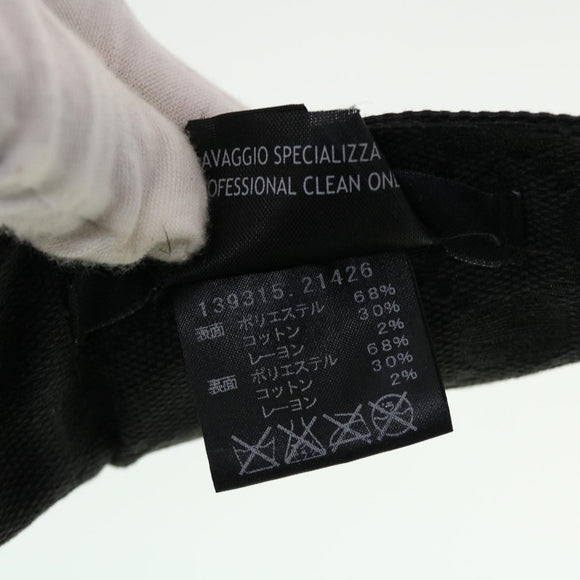 AVAGGIO SPECIALIZZA
OFESSIONAL CLEAN ONL
139315.21426
表面 ポリエステル 68%
コットン 30%
レーヨン 2%
表面 ポリエステル 68%
コットン 30%
レーヨン 2%